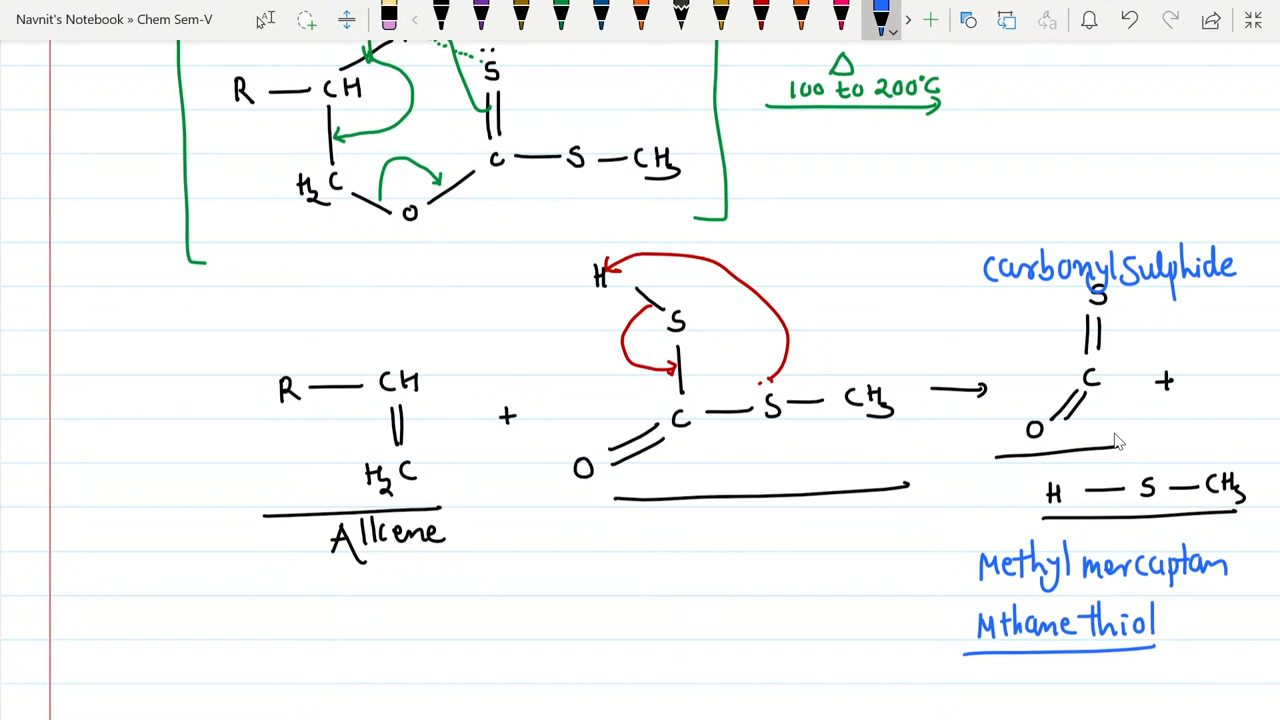 Navnit's Notebook » Chem Sem-V
S
R — CH
100 to 200°C
C — S — CH3
H2C
O
H
Carbonyl Sulphide
S
S
R — CH
C
+
+
C — S — CH3
O
H2C
O
H — S — CH3
Alkene
Methyl mercaptan
Mthane thiol